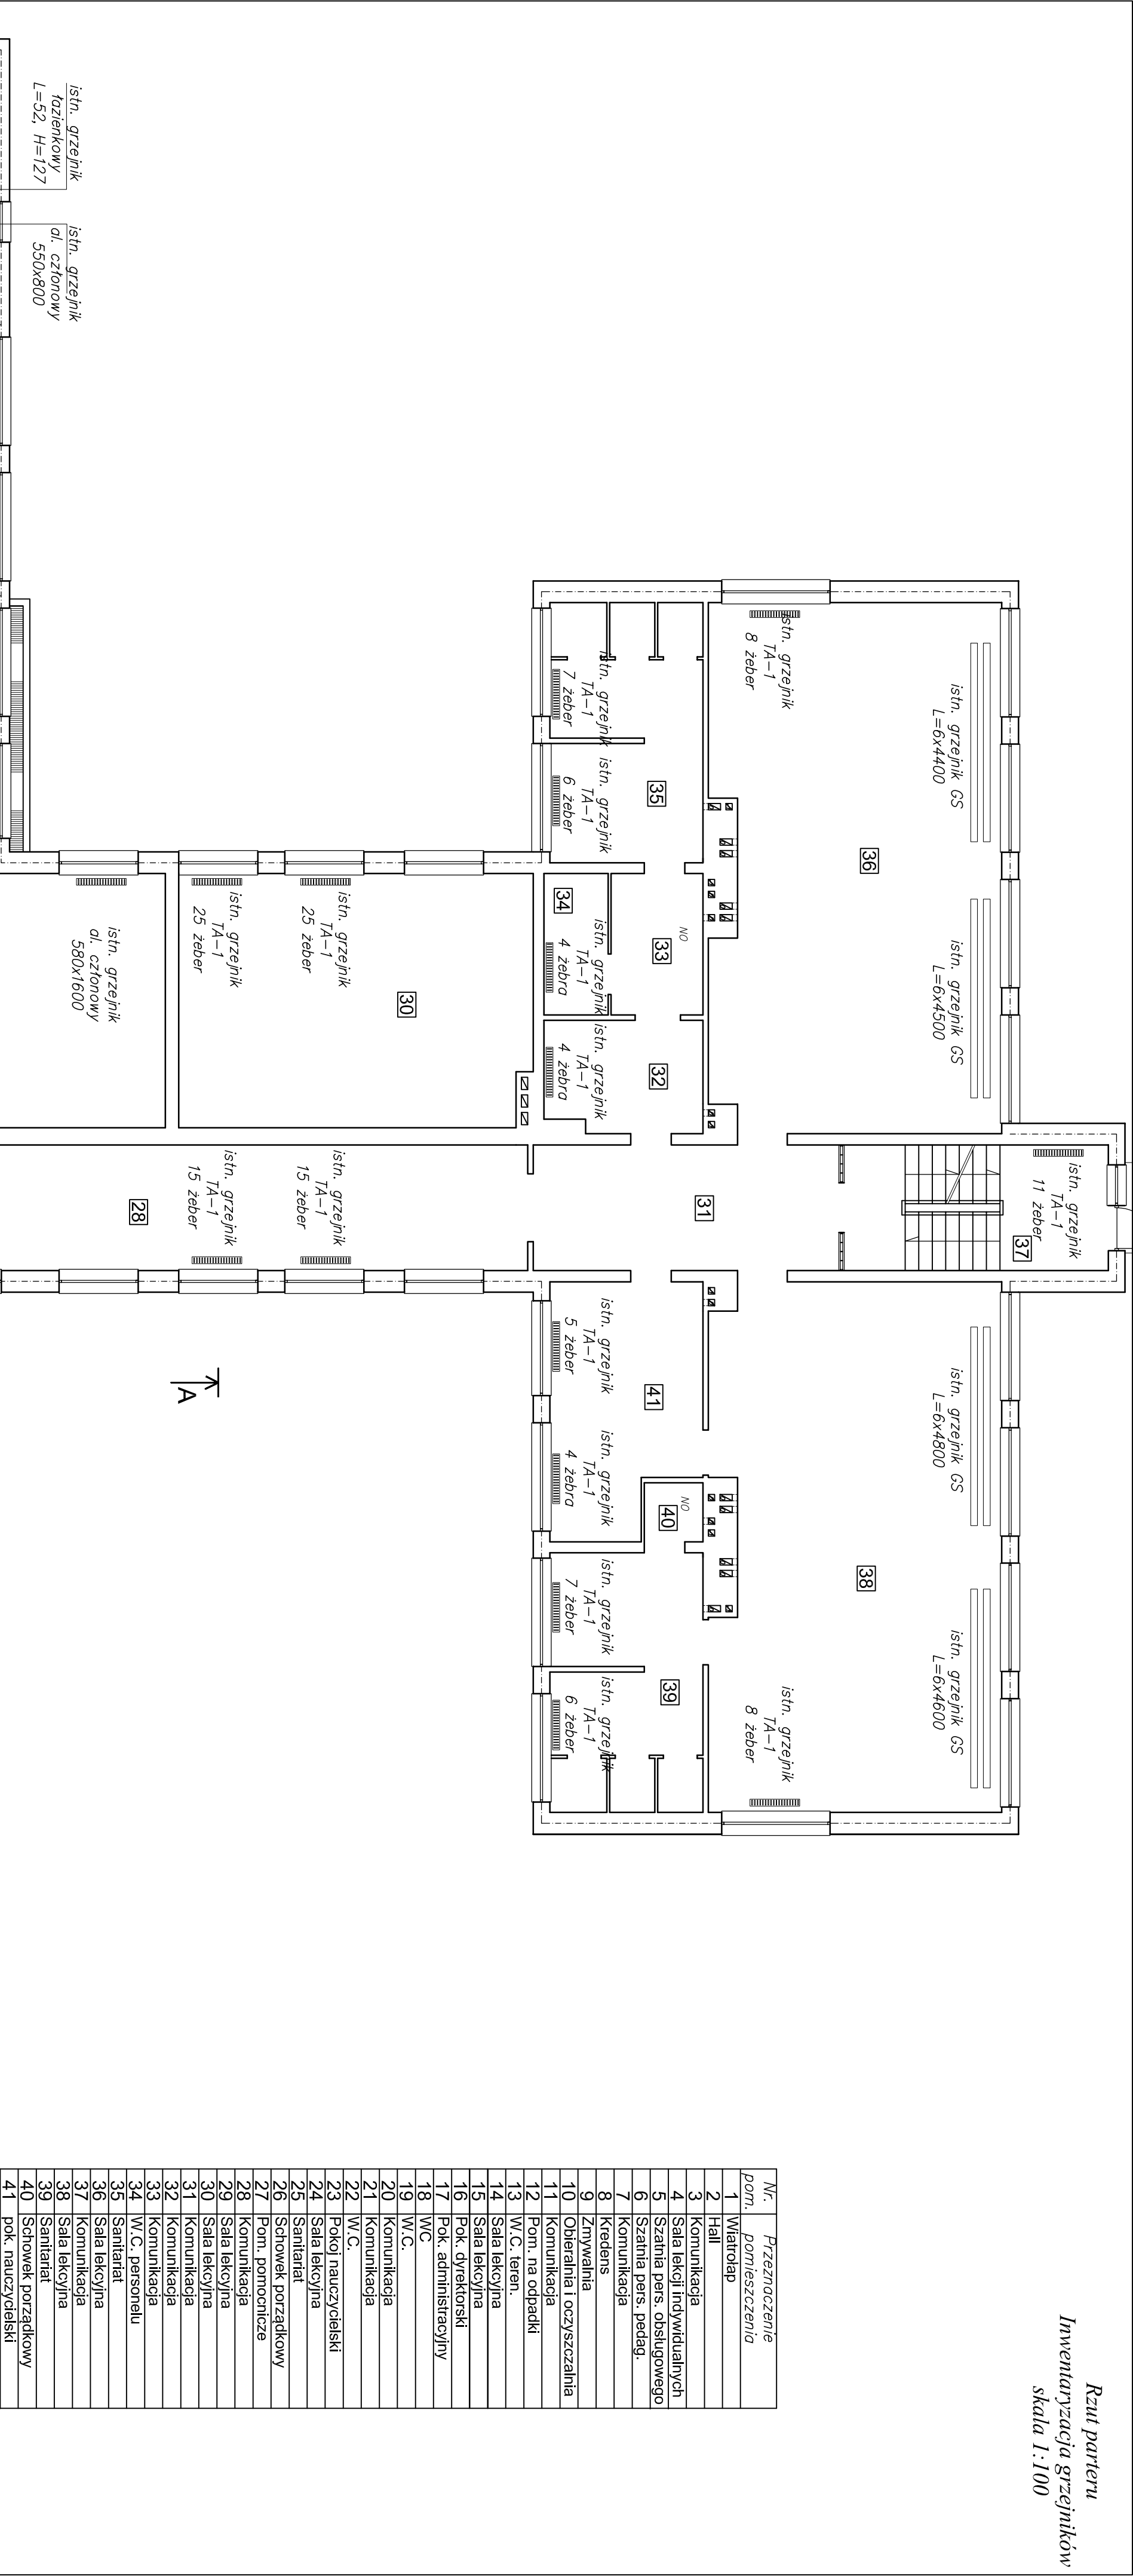 Rzut parteru
Inwentaryzacja grzejników
skala 1:100
istn. grzejnik
TA-1
11 żeber
37
istn. grzejnik GS
L=6x4400
istn. grzejnik GS
L=6x4500
istn. grzejnik GS
L=6x4800
istn. grzejnik GS
L=6x4600
36
38
istn. grzejnik
TA-1
8 żeber
istn. grzejnik
TA-1
8 żeber
31
NO
NO
35
33
32
41
40
39
34
istn. grzejnik
TA-1
7 żeber
istn. grzejnik
TA-1
6 żeber
istn. grzejnik
TA-1
4 żebra
istn. grzejnik
TA-1
4 żebra
istn. grzejnik
TA-1
5 żeber
istn. grzejnik
TA-1
4 żebra
istn. grzejnik
TA-1
7 żeber
istn. grzejnik
TA-1
6 żeber
30
istn. grzejnik
TA-1
25 żeber
istn. grzejnik
TA-1
15 żeber
istn. grzejnik
TA-1
25 żeber
istn. grzejnik
TA-1
15 żeber
A
28
istn. grzejnik
al. członowy
580x1600
istn. grzejnik
łazienkowy
L=52, H=127
istn. grzejnik
al. członowy
550x800
Nr. pom. Przeznaczenie pomieszczenia
1 Wiatrołap
2 Hall
3 Komunikacja
4 Sala lekcji indywidualnych
5 Szatnia pers. obsługowego
6 Szatnia pers. pedag.
7 Komunikacja
8 Kredens
9 Zmywalnia
10 Obieralnia i oczyszczalnia
11 Komunikacja
12 Pom. na odpadki
13 W.C. teren.
14 Sala lekcyjna
15 Sala lekcyjna
16 Pok. dyrektorski
17 Pok. administracyjny
18 WC
19 W.C.
20 Komunikacja
21 Komunikacja
22 W.C.
23 Pokoj nauczycielski
24 Sala lekcyjna
25 Sanitariat
26 Schowek porządkowy
27 Pom. pomocnicze
28 Komunikacja
29 Sala lekcyjna
30 Sala lekcyjna
31 Komunikacja
32 Komunikacja
33 Komunikacja
34 W.C. personelu
35 Sanitariat
36 Sala lekcyjna
37 Komunikacja
38 Sala lekcyjna
39 Sanitariat
40 Schowek porządkowy
41 pok. nauczycielski